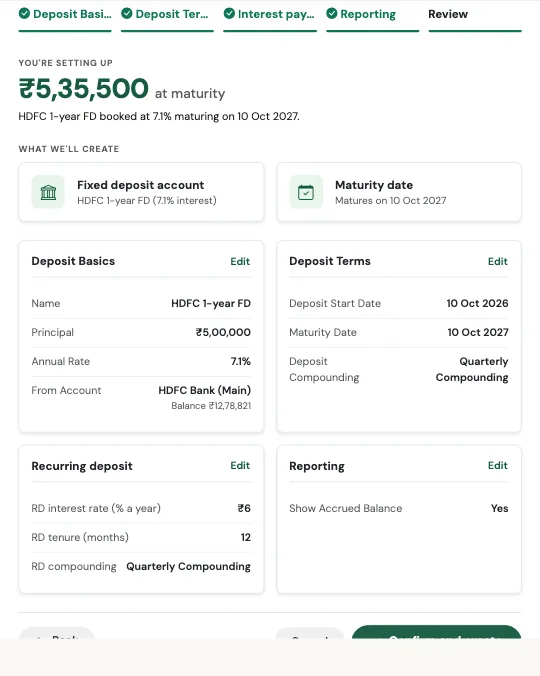 Deposit Basi...
Deposit Ter...
Interest pay...
Reporting
Review
YOU'RE SETTING UP
₹5,35,500 at maturity
HDFC 1-year FD booked at 7.1% maturing on 10 Oct 2027.
WHAT WE'LL CREATE
Fixed deposit account
HDFC 1-year FD (7.1% interest)
Maturity date
Matures on 10 Oct 2027
Deposit Basics Edit
Name HDFC 1-year FD
Principal ₹5,00,000
Annual Rate 7.1%
From Account HDFC Bank (Main)
Balance ₹12,78,821
Deposit Terms Edit
Deposit Start Date 10 Oct 2026
Maturity Date 10 Oct 2027
Deposit Quarterly
Compounding Compounding
Recurring deposit Edit
RD interest rate (% a year) ₹6
RD tenure (months) 12
RD compounding Quarterly Compounding
Reporting Edit
Show Accrued Balance Yes